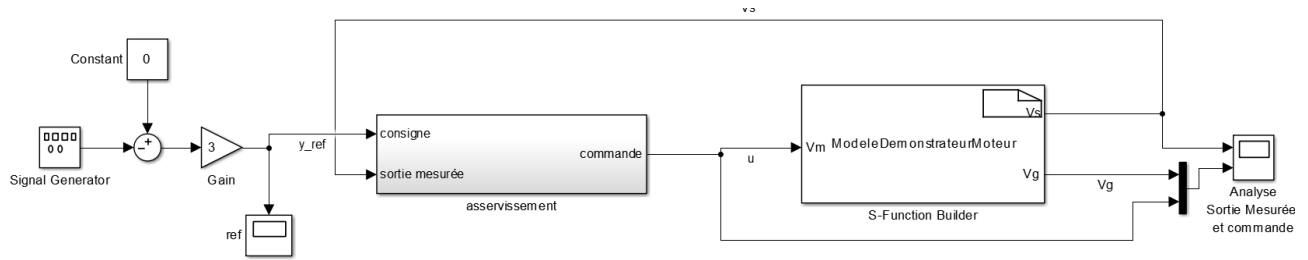 Vs
Constant
0
Signal Generator
3
Gain
y_ref
ref
consigne
sortie mesurée
commande
asservissement
u
Vm
ModeleDemonstrateurMoteur
Vs
Vg
S-Function Builder
Vg
Analyse
Sortie Mesurée
et commande